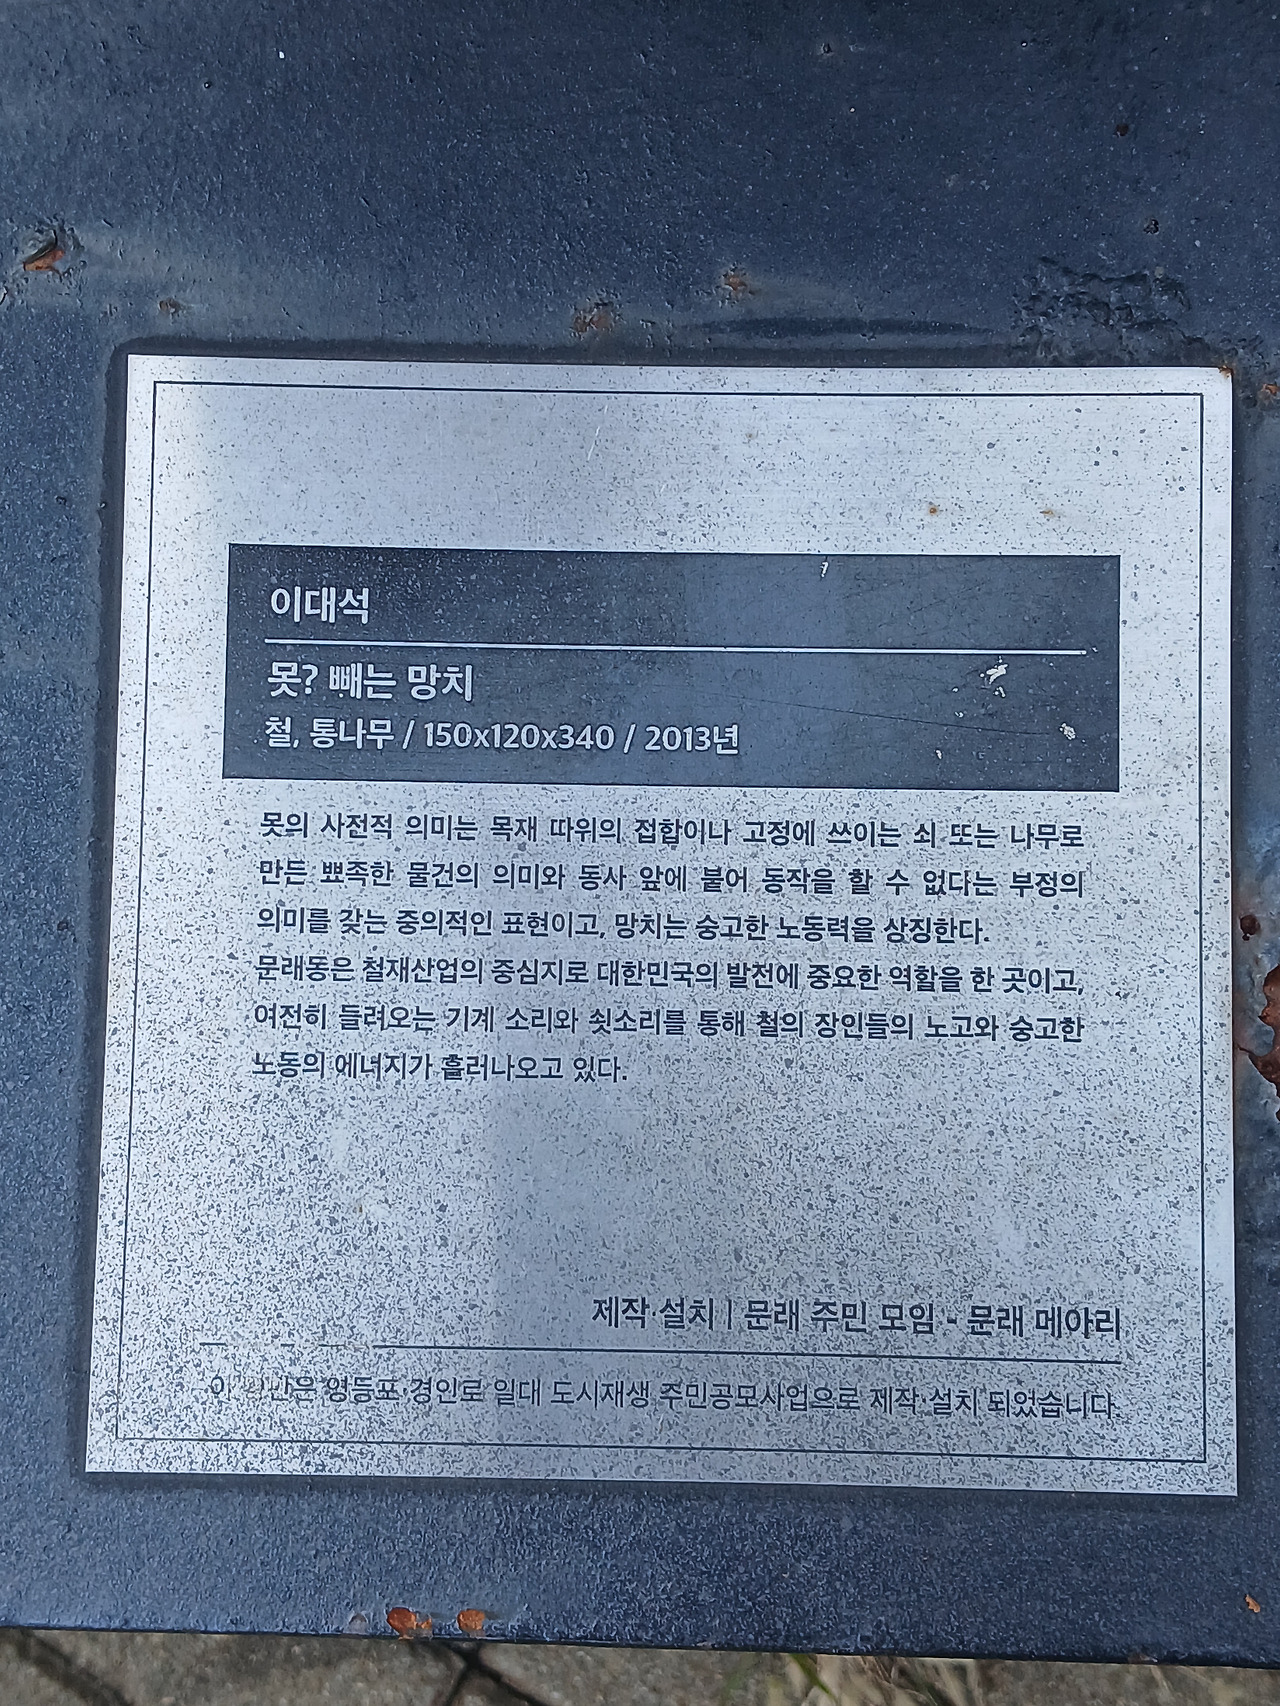 이대석
못? 빼는 망치
철, 통나무 / 150x120x340 / 2013년
못의 사전적 의미는 목재 따위의 접합이나 고정에 쓰이는 쇠 또는 나무로
만든 뾰족한 물건의 의미와 동사 앞에 붙어 동작을 할 수 없다는 부정의
의미를 갖는 중의적인 표현이고, 망치는 숭고한 노동력을 상징한다.
문래동은 철재산업의 중심지로 대한민국의 발전에 중요한 역할을 한 곳이고,
여전히 들려오는 기계 소리와 쇳소리를 통해 철의 장인들의 노고와 숭고한
노동의 에너지가 흘러나오고 있다.
제작·설치 | 문래 주민 모임 - 문래 메아리
영등포·경인로 일대 도시재생 주민공모사업으로 제작·설치 되었습니다.